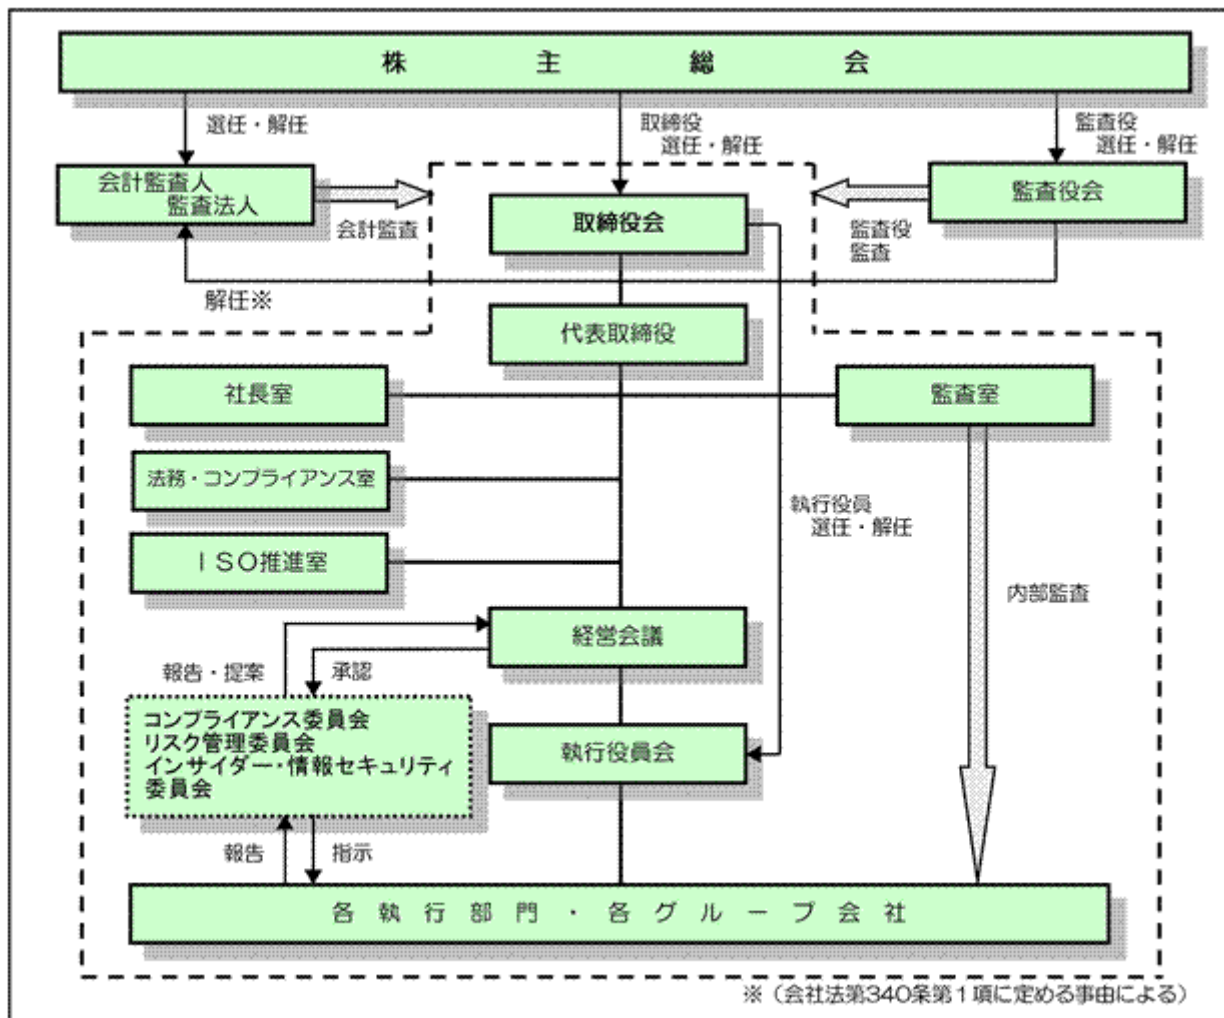 株主総会
選任・解任
取締役
選任・解任
監査役
選任・解任
会計監査人
監査法人
会計監査
取締役会
監査役会
監査役
監査
解任※
代表取締役
社長室
監査室
法務・コンプライアンス室
執行役員
選任・解任
ISO推進室
内部監査
経営会議
報告・提案
承認
コンプライアンス委員会
リスク管理委員会
インサイダー・情報セキュリティ
委員会
執行役員会
報告
指示
各執行部門・各グループ会社
※（会社法第340条第1項に定める事由による）